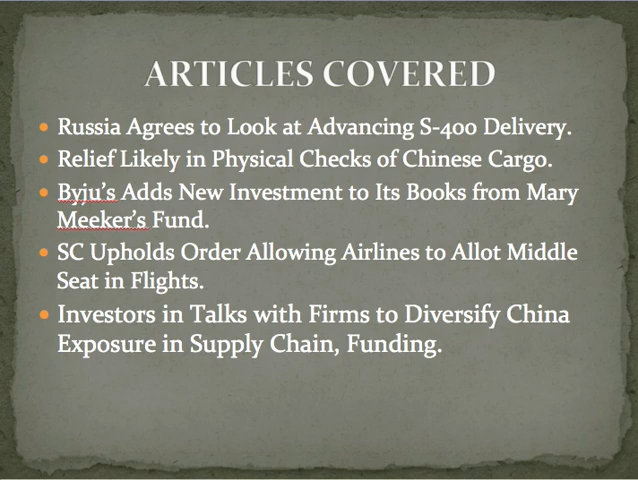 ARTICLES COVERED
• Russia Agrees to Look at Advancing S-400 Delivery.
• Relief Likely in Physical Checks of Chinese Cargo.
• Byju's Adds New Investment to Its Books from Mary
Meeker's Fund.
• SC Upholds Order Allowing Airlines to Allot Middle
Seat in Flights.
• Investors in Talks with Firms to Diversify China
Exposure in Supply Chain, Funding.